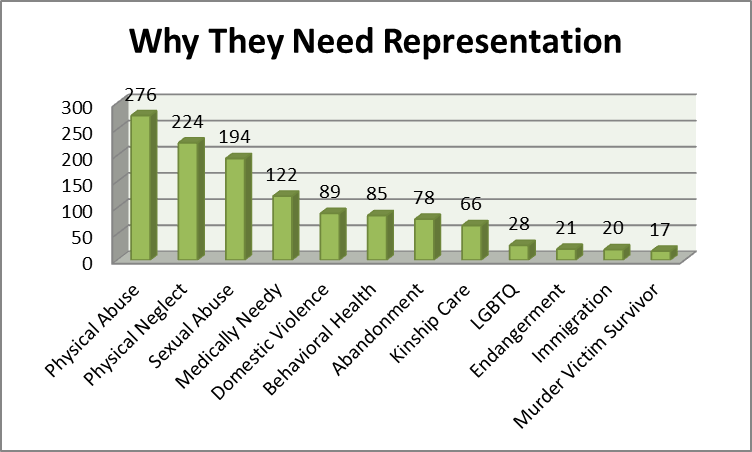 Why They Need Representation
300
250
200
150
100
50
0
276
224
194
122
89
85
78
66
28
21
20
17
Physical Abuse
Physical Neglect
Sexual Abuse
Medically Needy
Domestic Violence
Behavioral Health
Abandonment
Kinship Care
LGBTQ
Endangerment
Immigration
Murder Victim Survivor